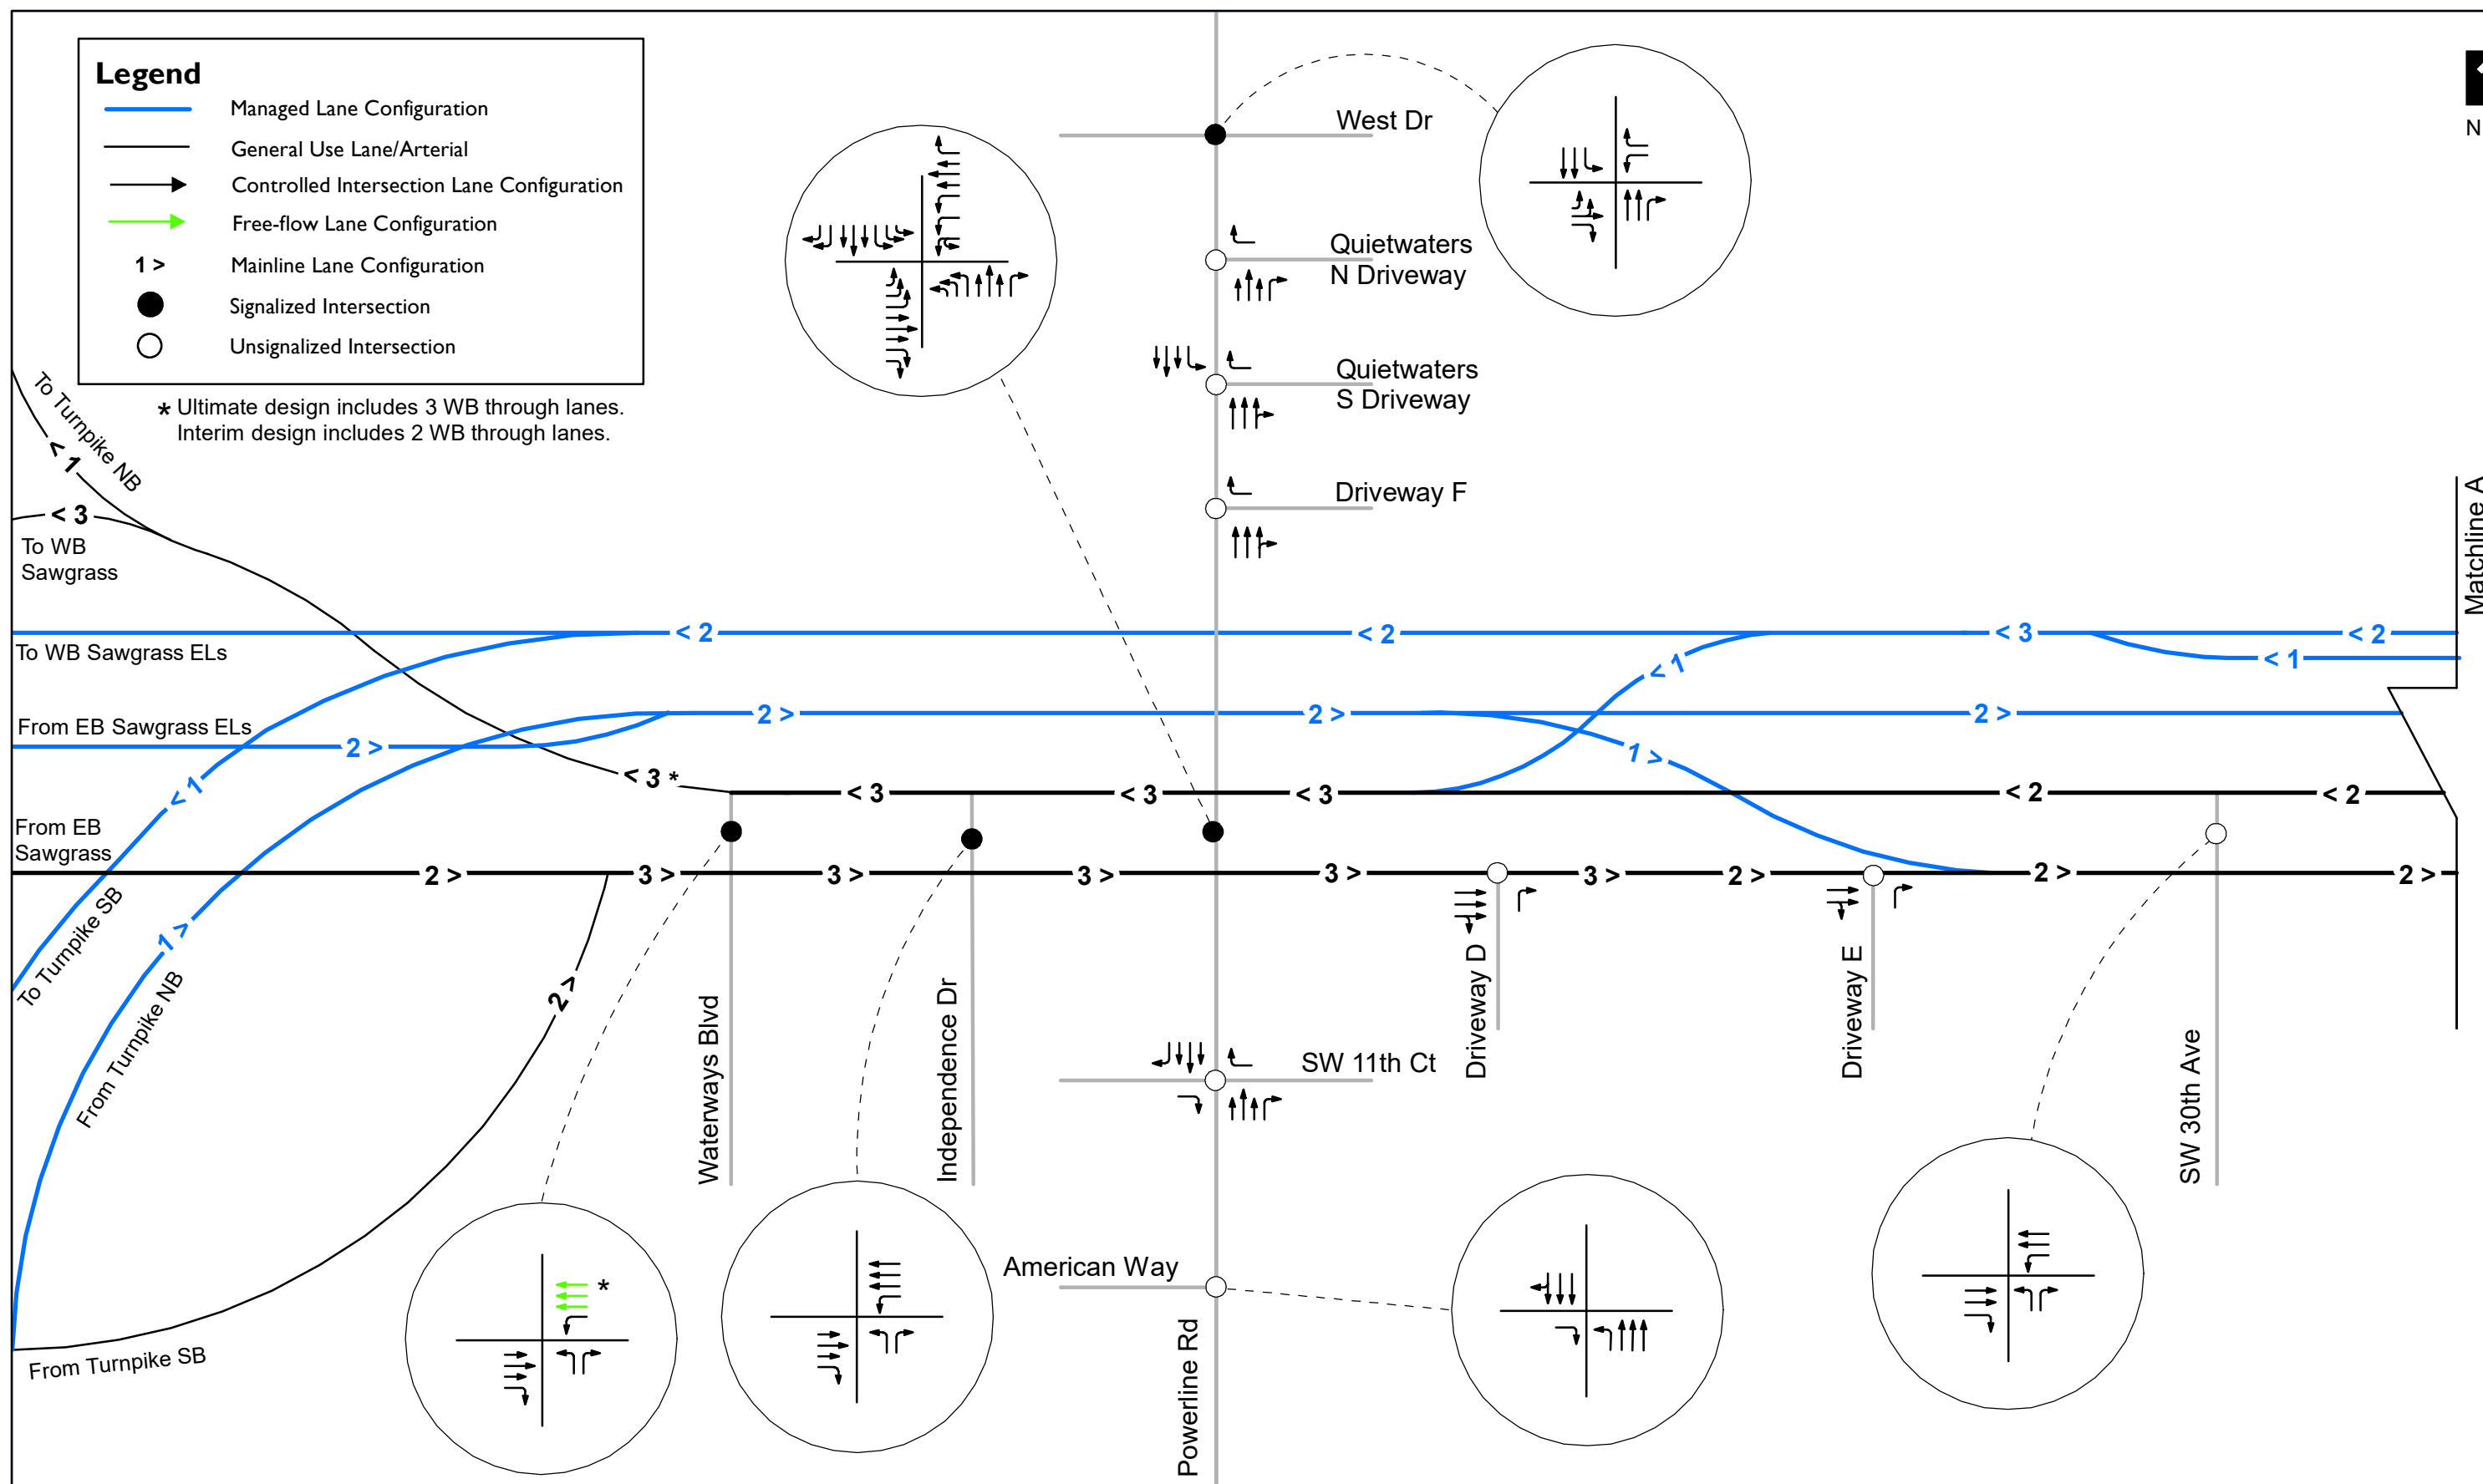 Legend
Managed Lane Configuration
General Use Lane/Arterial
Controlled Intersection Lane Configuration
Free-flow Lane Configuration
1 > Mainline Lane Configuration
Signalized Intersection
Unsignalized Intersection
* Ultimate design includes 3 WB through lanes.
Interim design includes 2 WB through lanes.
N
West Dr
Quietwaters
N Driveway
Quietwaters
S Driveway
Driveway F
Matchline A
To Turnpike NB
< 1
< 3
To WB
Sawgrass
< 2
< 2
< 3
< 2
To WB Sawgrass ELs
< 1
< 1
From EB Sawgrass ELs
2 >
2 >
2 >
2 >
1 >
< 1
< 3 *
< 3
< 3
< 3
< 2
< 2
From EB
Sawgrass
2 >
3 >
3 >
3 >
3 >
3 >
2 >
2 >
2 >
To Turnpike SB
1 >
From Turnpike NB
2 >
Waterways Blvd
Independence Dr
SW 11th Ct
Driveway D
Driveway E
SW 30th Ave
American Way
*
Powerline Rd
From Turnpike SB